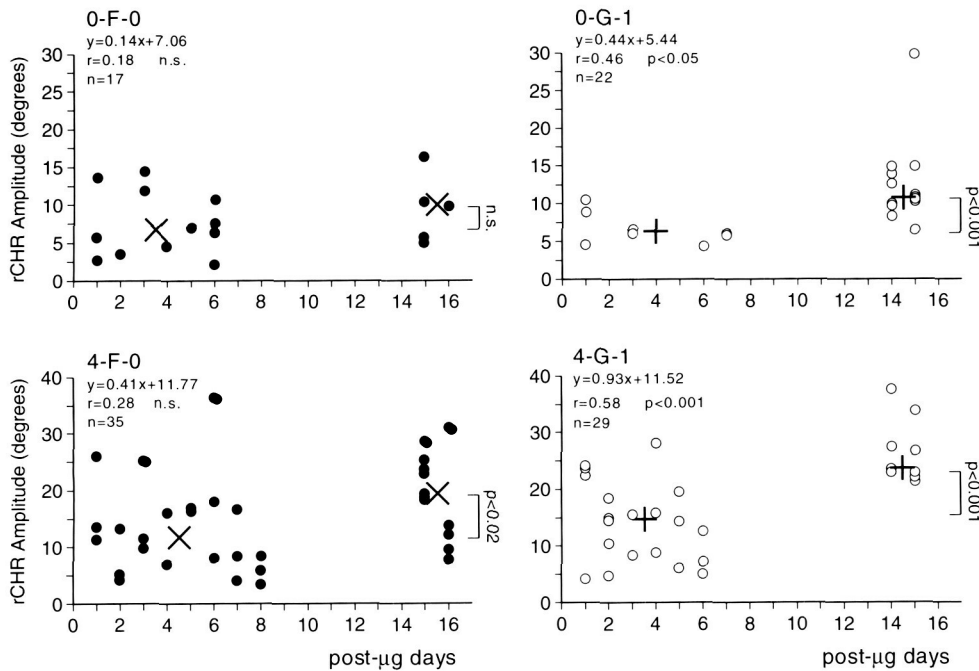 0-F-0
y=0.14x+7.06
r=0.18 n.s.
n=17
rCHR Amplitude (degrees)
30
25
20
15
10
5
0
0 2 4 6 8 10 12 14 16
n.s.
0-G-1
y=0.44x+5.44
r=0.46 p<0.05
n=22
30
25
20
15
10
5
0
0 2 4 6 8 10 12 14 16
p<0.001
4-F-0
y=0.41x+11.77
r=0.28 n.s.
n=35
rCHR Amplitude (degrees)
40
30
20
10
0
0 2 4 6 8 10 12 14 16
p<0.02
post-µg days
4-G-1
y=0.93x+11.52
r=0.58 p<0.001
n=29
40
30
20
10
0
0 2 4 6 8 10 12 14 16
p<0.001
post-µg days